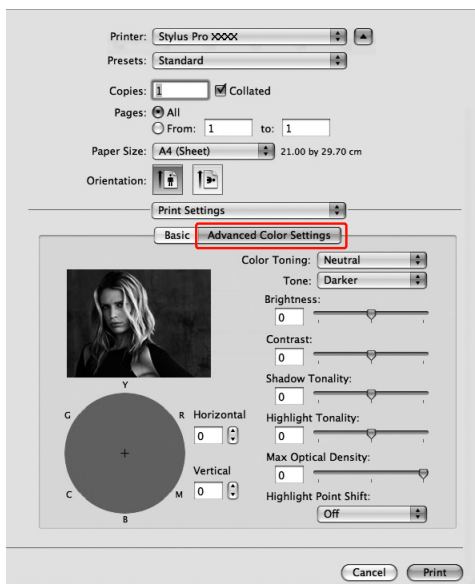 Printer: Stylus Pro XXXX
Presets: Standard
Copies: 1 Collated
Pages: All
From: 1 to: 1
Paper Size: A4 (Sheet) 21.00 by 29.70 cm
Orientation:
Print Settings
Basic Advanced Color Settings
Color Toning: Neutral
Tone: Darker
Brightness:
0
Contrast:
0
Shadow Tonality:
0
Highlight Tonality:
0
Max Optical Density:
0
Highlight Point Shift:
Off
Y
G R
C M
B
Horizontal
0
Vertical
0
Cancel Print